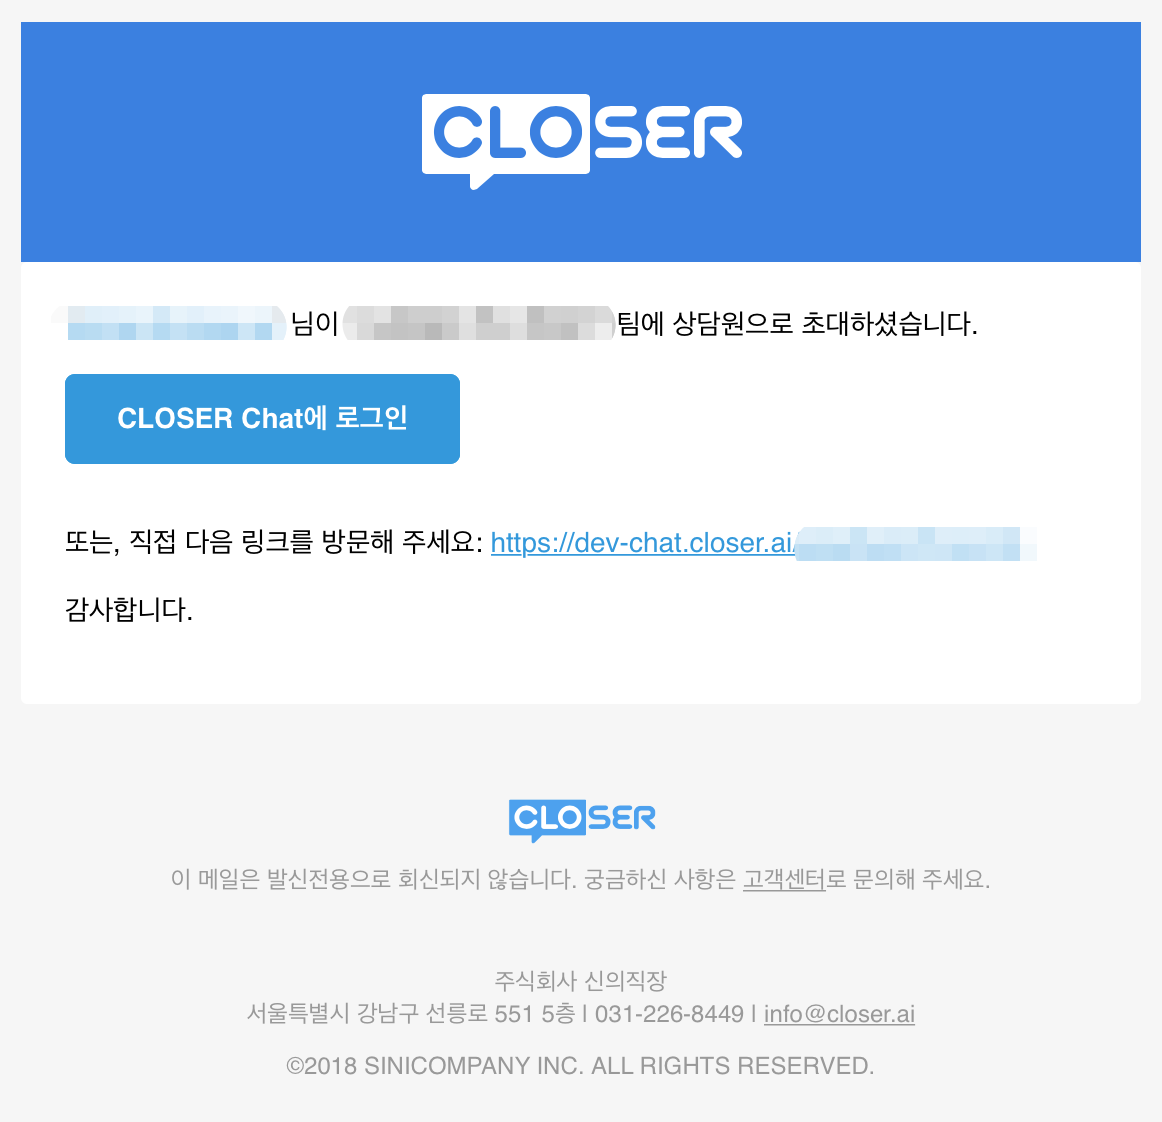 CLOSER
님이 팀에 상담원으로 초대하셨습니다.
CLOSER Chat에 로그인
또는, 직접 다음 링크를 방문해 주세요: https://dev-chat.closer.ai/
감사합니다.
CLOSER
이 메일은 발신전용으로 회신되지 않습니다. 궁금하신 사항은 고객센터로 문의해 주세요.
주식회사 신의직장
서울특별시 강남구 선릉로 551 5층 | 031-226-8449 | info@closer.ai
©2018 SINICOMPANY INC. ALL RIGHTS RESERVED.